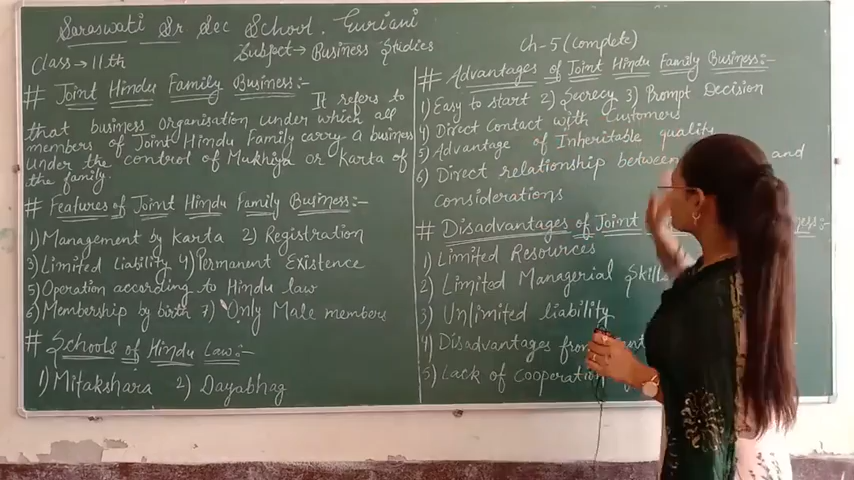 Saraswati Sr Sec School. Guriani
Class → 11th
Subject → Business Studies
Ch-5 (Complete)
# Joint Hindu Family Business:-
It refers to
that business Organisation under which all
members of Joint Hindu Family carry a business
under the control of Mukhiya or Karta of
the family.
# Features of Joint Hindu Family Business:-
1) Management by Karta 2) Registration
3) Limited Liability 4) Permanent Existence
5) Operation according to Hindu law
6) Membership by birth 7) Only Male members
# Schools of Hindu Law:-
1) Mitakshara 2) Dayabhag
# Advantages of Joint Hindu Family Business:-
1) Easy to start 2) Secrecy 3) Prompt Decision
4) Direct Contact with Customers
5) Advantage of Inheritable quality
6) Direct relationship between and
considerations
# Disadvantages of Joint
1) Limited Resources
2) Limited Managerial Skills
3) Unlimited liability
4) Disadvantages from
5) Lack of Cooperation